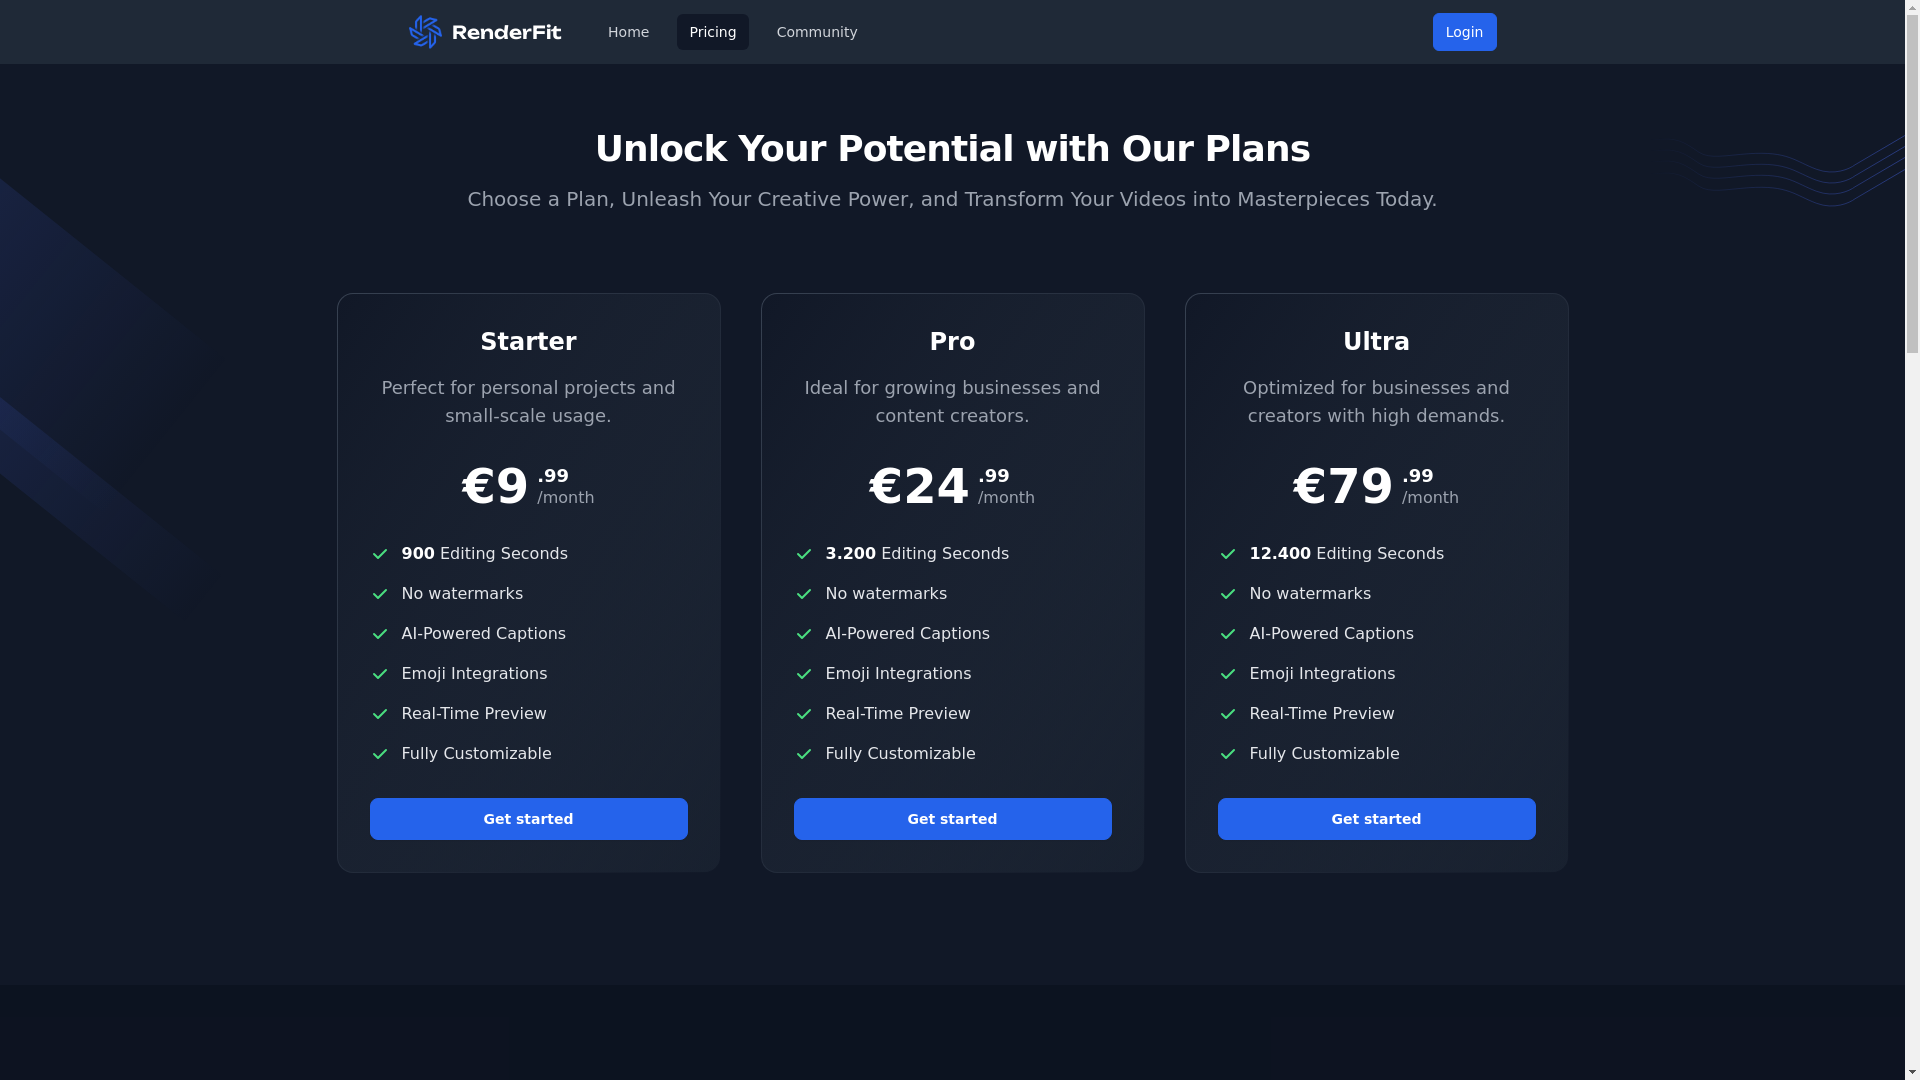 RenderFit
Home
Pricing
Community
Login
Unlock Your Potential with Our Plans
Choose a Plan, Unleash Your Creative Power, and Transform Your Videos into Masterpieces Today.
Starter
Perfect for personal projects and
small-scale usage.
€9 .99
/month
900 Editing Seconds
No watermarks
AI-Powered Captions
Emoji Integrations
Real-Time Preview
Fully Customizable
Get started
Pro
Ideal for growing businesses and
content creators.
€24 .99
/month
3.200 Editing Seconds
No watermarks
AI-Powered Captions
Emoji Integrations
Real-Time Preview
Fully Customizable
Get started
Ultra
Optimized for businesses and
creators with high demands.
€79 .99
/month
12.400 Editing Seconds
No watermarks
AI-Powered Captions
Emoji Integrations
Real-Time Preview
Fully Customizable
Get started